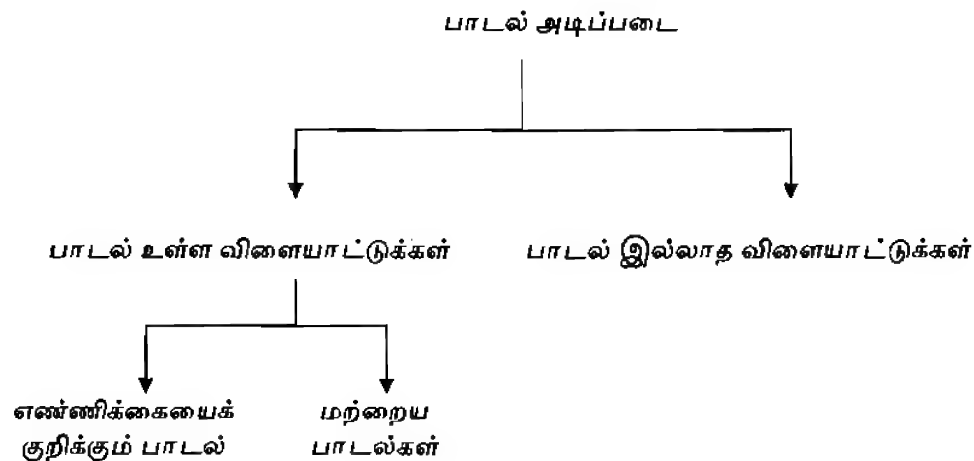 பாடல் அடிப்படை
பாடல் உள்ள விளையாட்டுக்கள்
பாடல் இல்லாத விளையாட்டுக்கள்
எண்ணிக்கையைக்
குறிக்கும் பாடல்
மற்றைய
பாடல்கள்